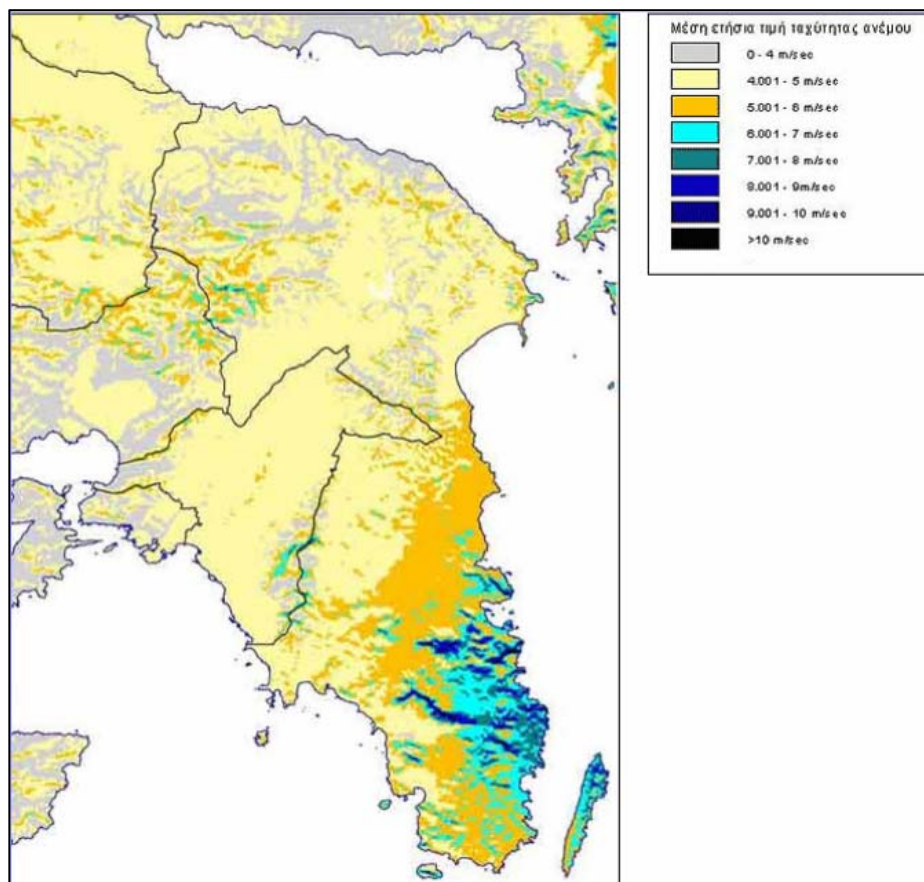 Μέση ετήσια τιμή ταχύτητας ανέμου
0 - 4 m/sec
4.001 - 5 m/sec
5.001 - 6 m/sec
6.001 - 7 m/sec
7.001 - 8 m/sec
8.001 - 9m/sec
9.001 - 10 m/sec
>10 m/sec